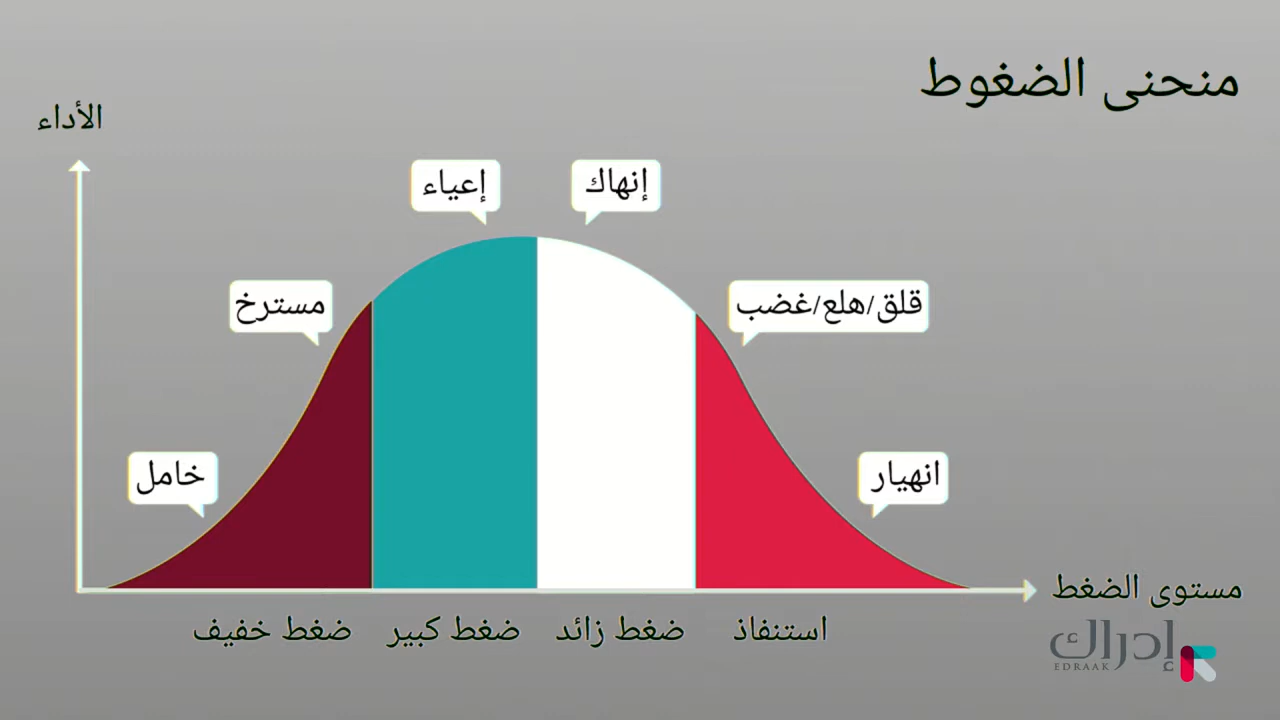 منحنى الضغوط
الأداء
إنهاك
إعياء
قلق/هلع/غضب
مسترخ
انهيار
خامل
مستوى الضغط
ضغط خفيف
ضغط كبير
ضغط زائد
استنفاذ
إدراك
EDRAAK